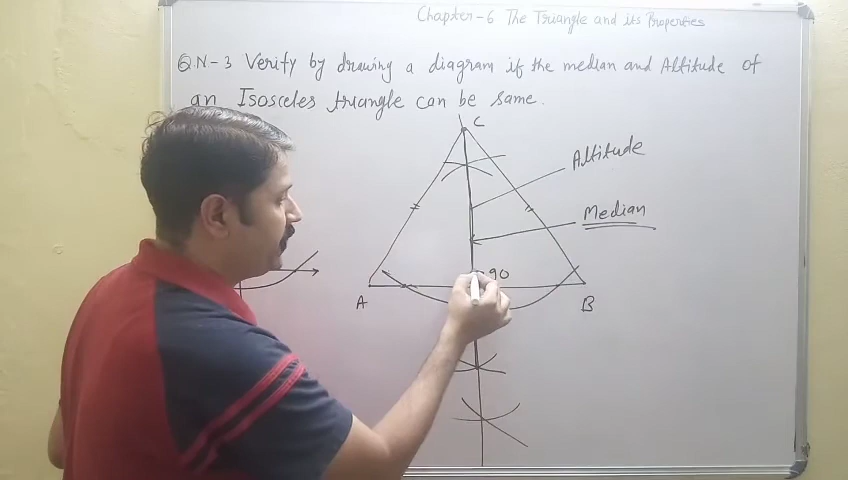 Chapter-6 The Triangle and its Properties
Q.N-3 Verify by drawing a diagram if the median and Altitude of
an Isosceles triangle can be same.
C
Altitude
Median
90
A
B